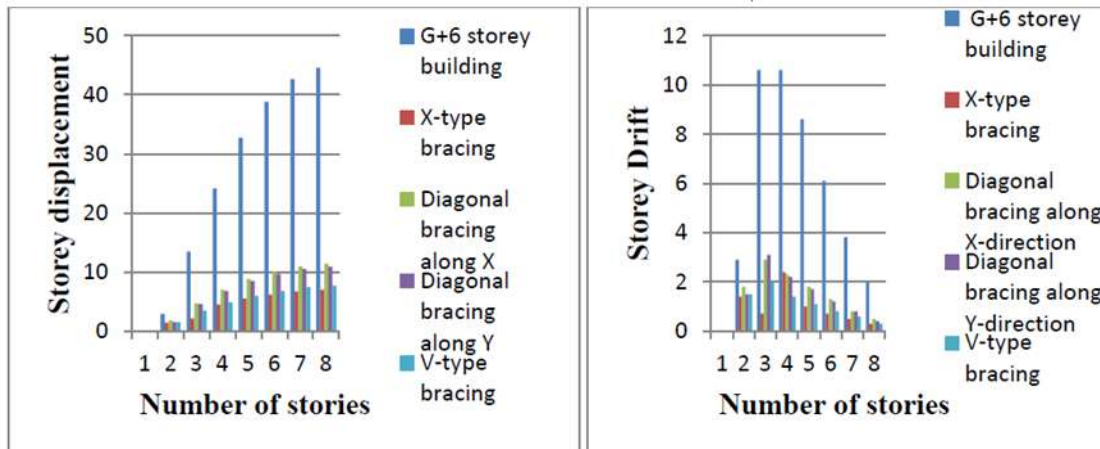 Storey displacement
50
40
30
20
10
0
1 2 3 4 5 6 7 8
Number of stories
G+6 storey
building
X-type
bracing
Diagonal
bracing
along X
Diagonal
bracing
along Y
V-type
bracing
Storey Drift
12
10
8
6
4
2
0
1 2 3 4 5 6 7 8
Number of stories
G+6 storey
building
X-type
bracing
Diagonal
bracing along
X-direction
Diagonal
bracing along
Y-direction
V-type
bracing